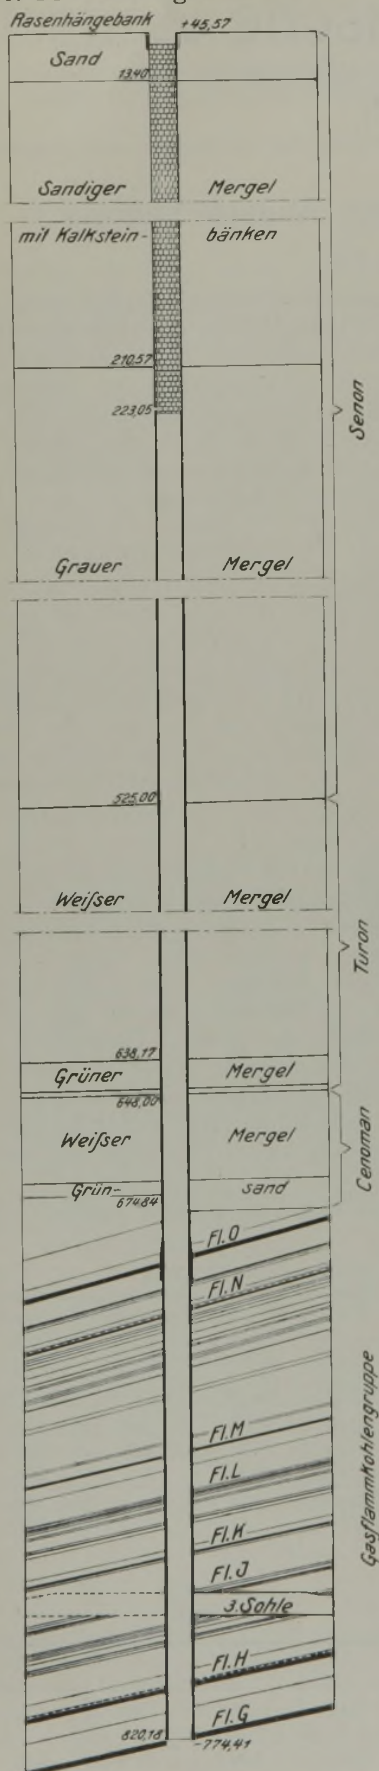 Rasenhängebank +45,57
Sand
13,40
Sandiger Mergel
mit Kalkstein- bänken
210,57
223,05
Senon
Grauer Mergel
525,00
Weißser Mergel
Turon
638,17
Grüner Mergel
648,00
Weißser Mergel
Cenoman
Grün- sand
674,84
Fl.O
Fl.N
Gasflammkohlengruppe
Fl.M
Fl.L
Fl.K
Fl.J
3.Sohle
Fl.H
Fl.G
820,18 -774,41